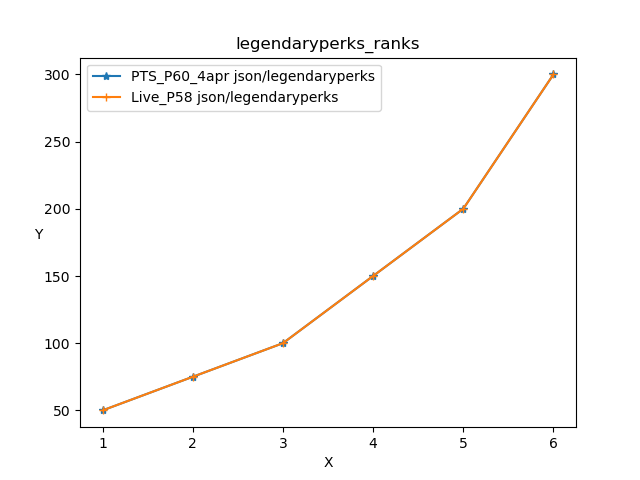 legendaryperks_ranks
PTS_P60_4apr json/legendaryperks
Live_P58 json/legendaryperks
300
250
200
150
100
50
Y
1 2 3 4 5 6
X